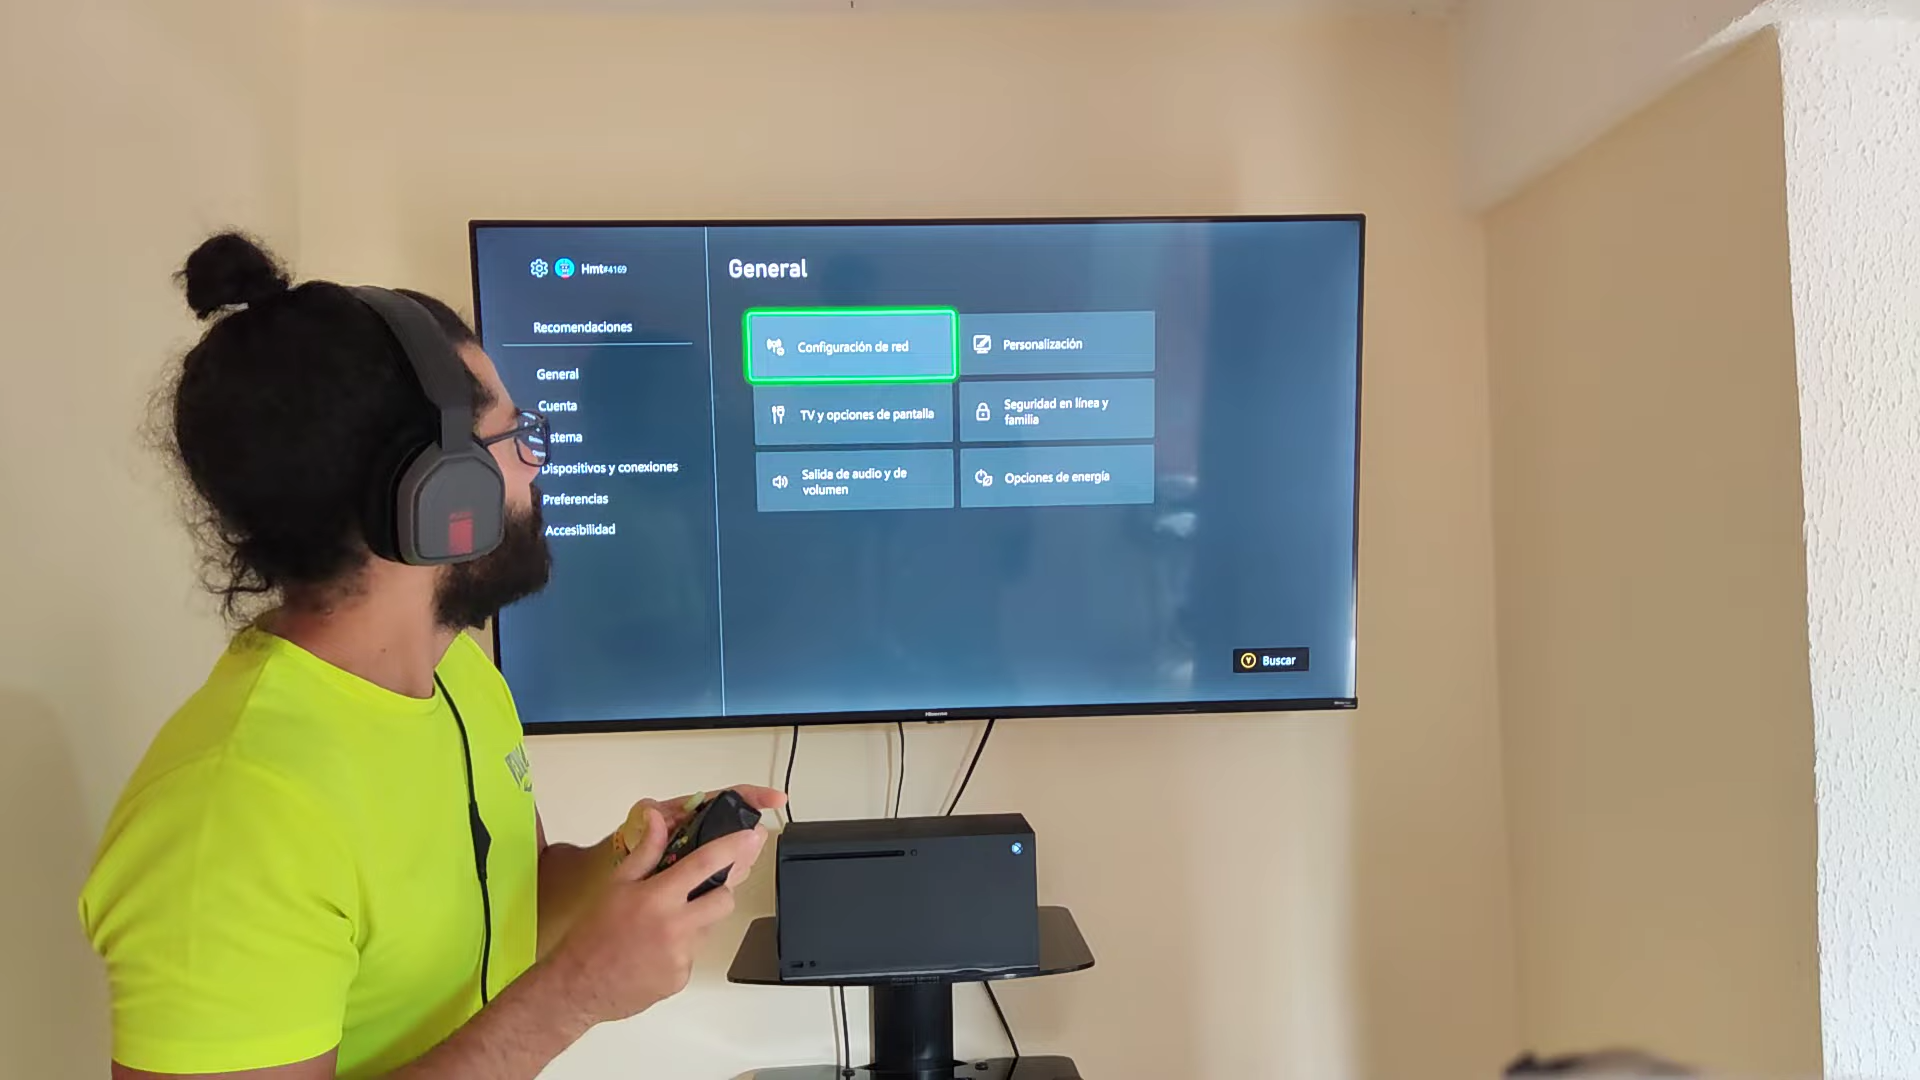 Hmt#4169
Recomendaciones
General
Cuenta
stema
Dispositivos y conexiones
Preferencias
Accesibilidad
General
Configuración de red
Personalización
TV y opciones de pantalla
Seguridad en línea y
familia
Salida de audio y de
volumen
Opciones de energía
Y Buscar
Hisense